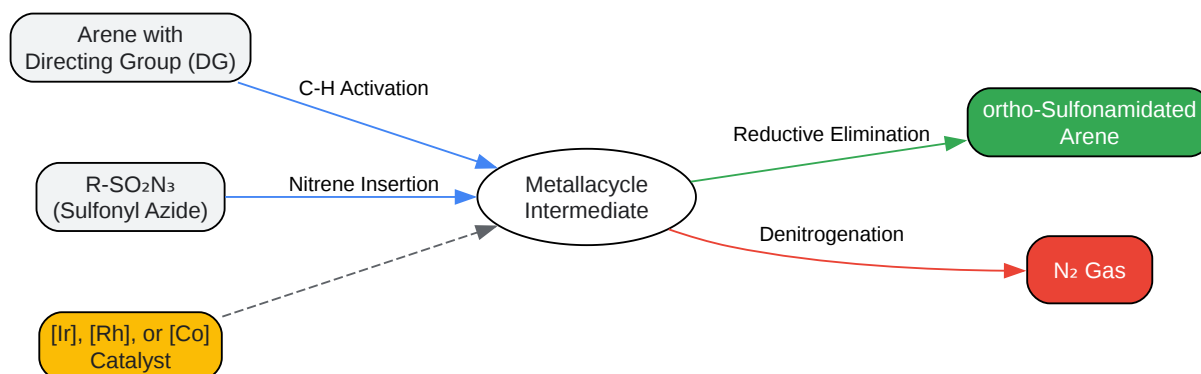 Arene with
Directing Group (DG)
C-H Activation
R-SO₂N₃
(Sulfonyl Azide)
Nitrene Insertion
[Ir], [Rh], or [Co]
Catalyst
Metallacycle
Intermediate
Reductive Elimination
ortho-Sulfonamidated
Arene
Denitrogenation
N₂ Gas